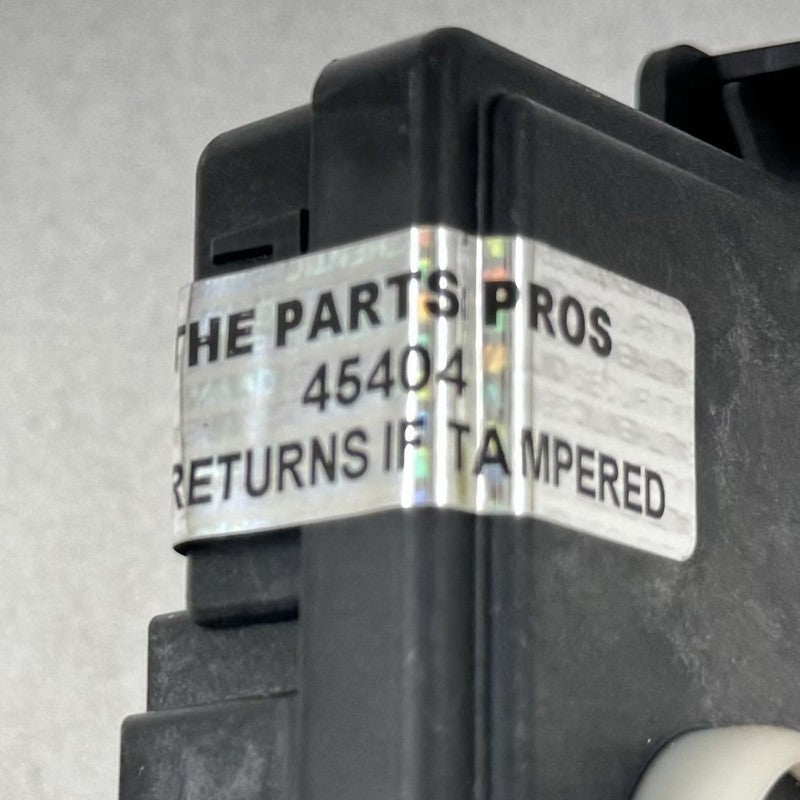 THE PARTS PROS
45404
RETURNS IF TAMPERED